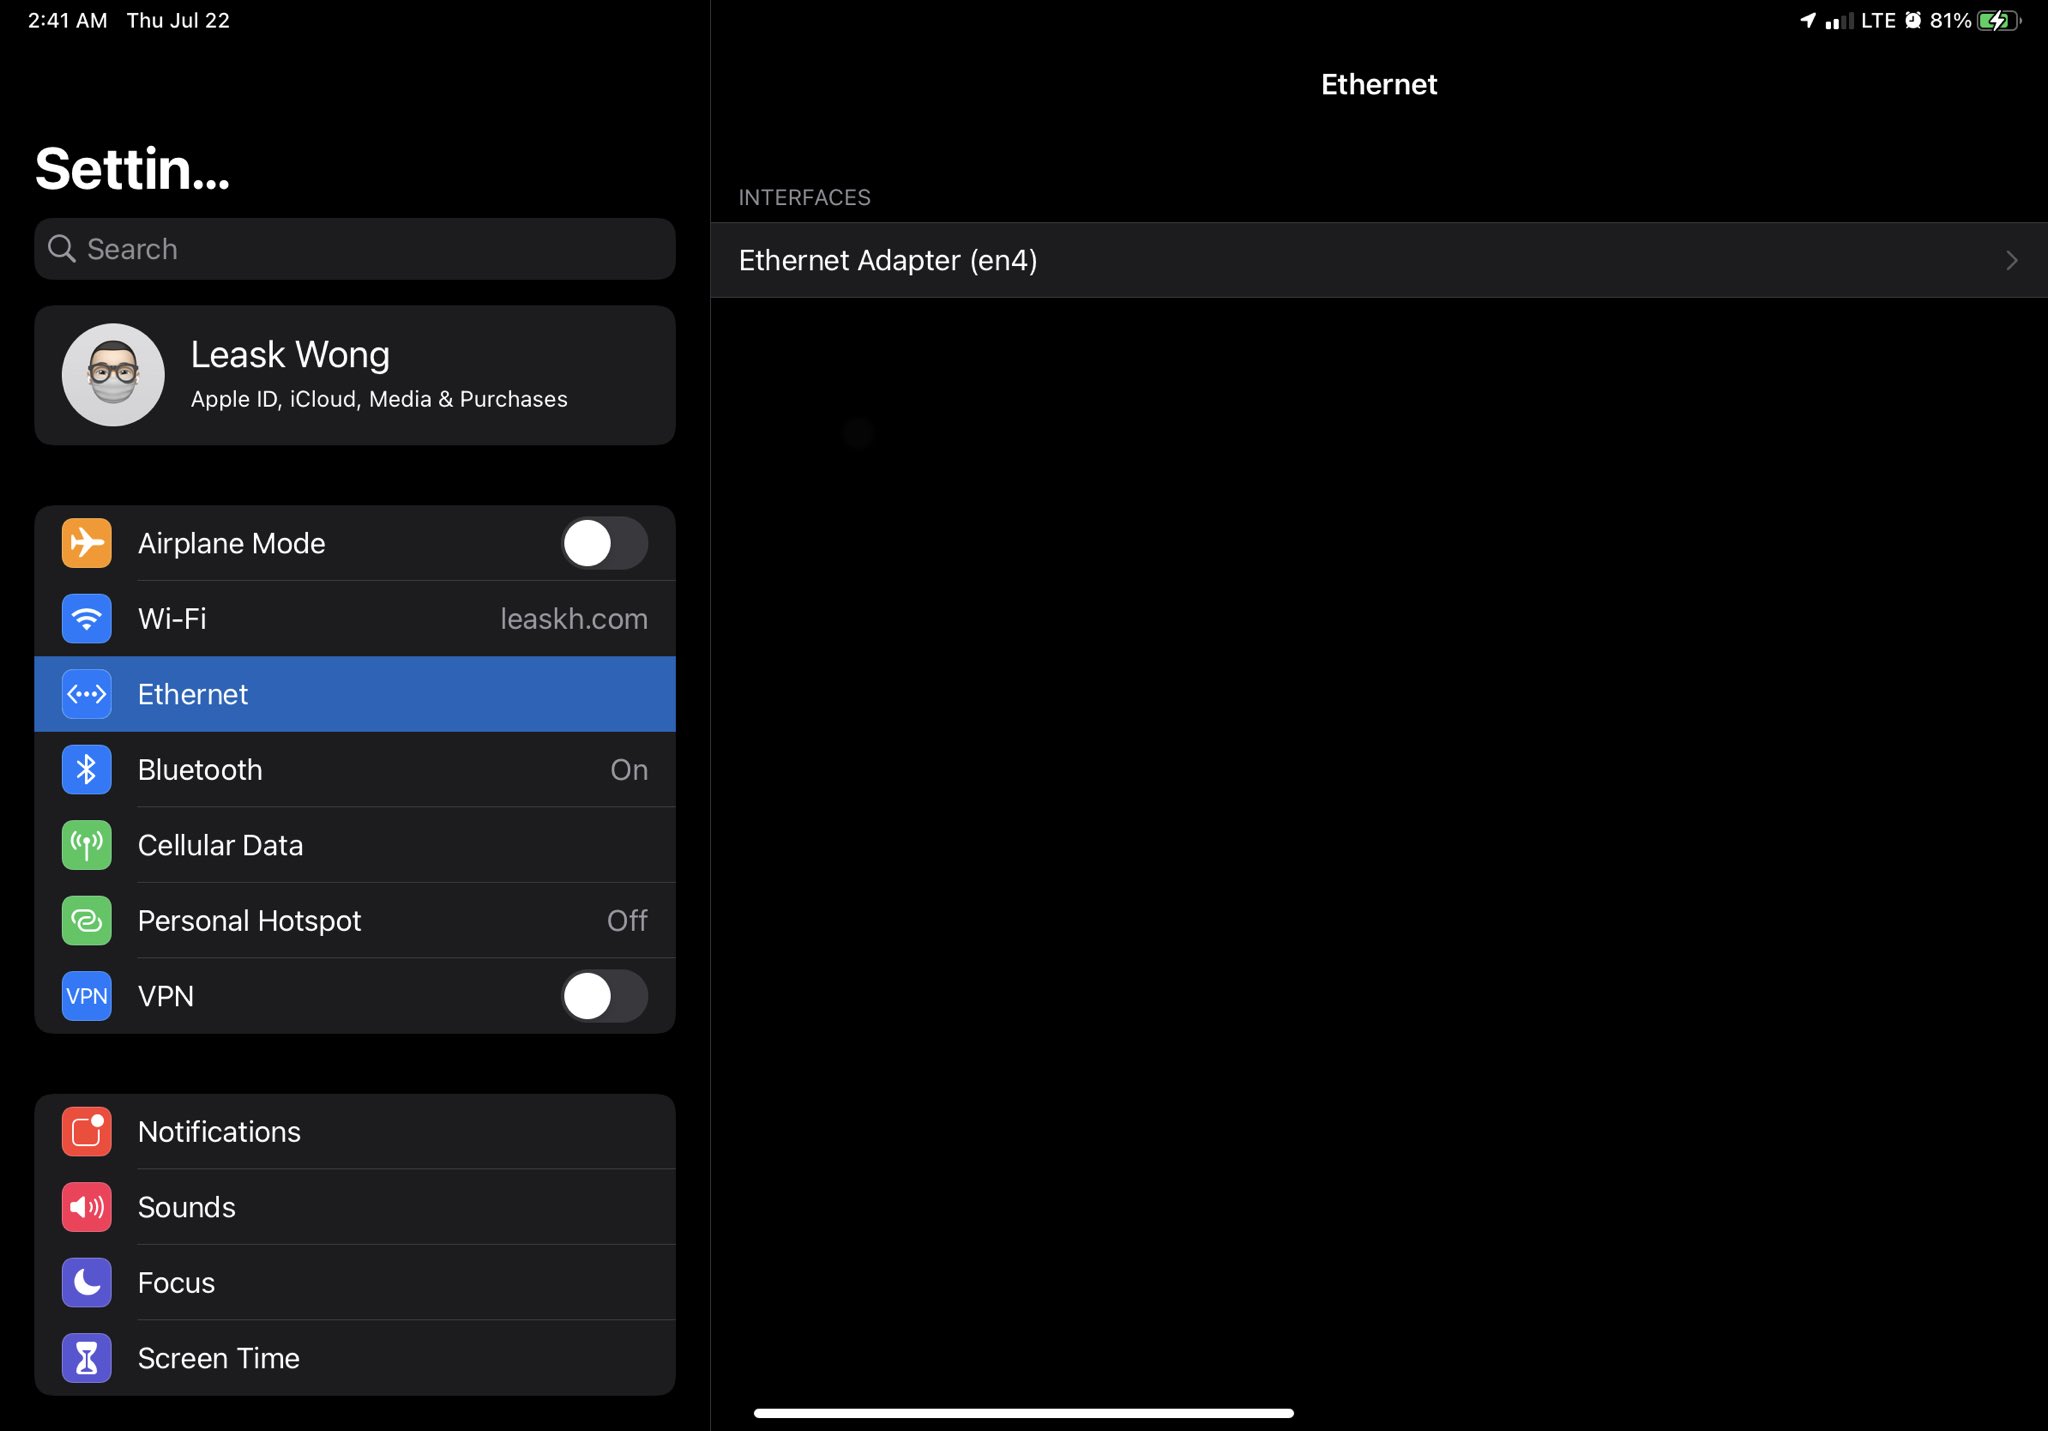 2:41 AM Thu Jul 22
LTE 81%
Settin...
Search
Leask Wong
Apple ID, iCloud, Media & Purchases
Airplane Mode
Wi-Fi leaskh.com
Ethernet
Bluetooth On
Cellular Data
Personal Hotspot Off
VPN VPN
Notifications
Sounds
Focus
Screen Time
Ethernet
INTERFACES
Ethernet Adapter (en4)